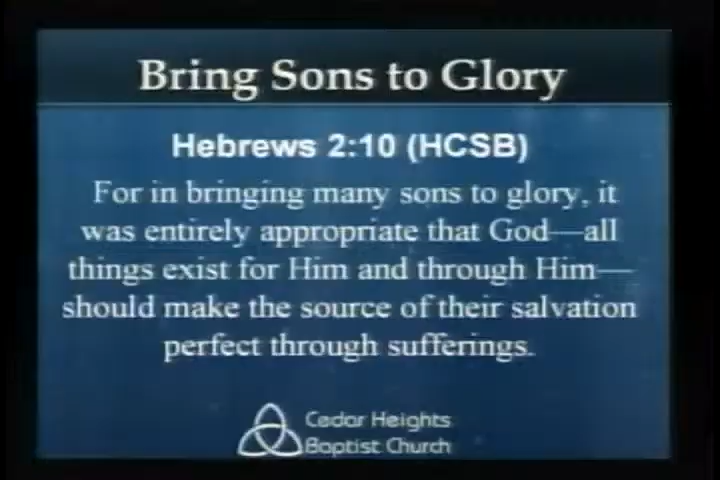 Bring Sons to Glory
Hebrews 2:10 (HCSB)
For in bringing many sons to glory, it
was entirely appropriate that God—all
things exist for Him and through Him—
should make the source of their salvation
perfect through sufferings.
Cedar Heights
Baptist Church